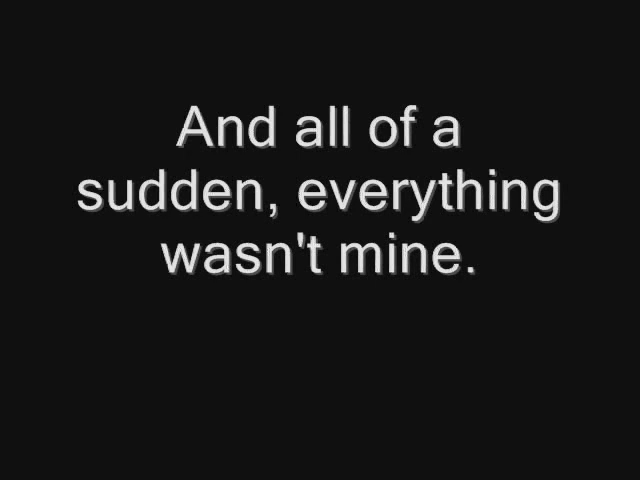 And all of a
sudden, everything
wasn't mine.